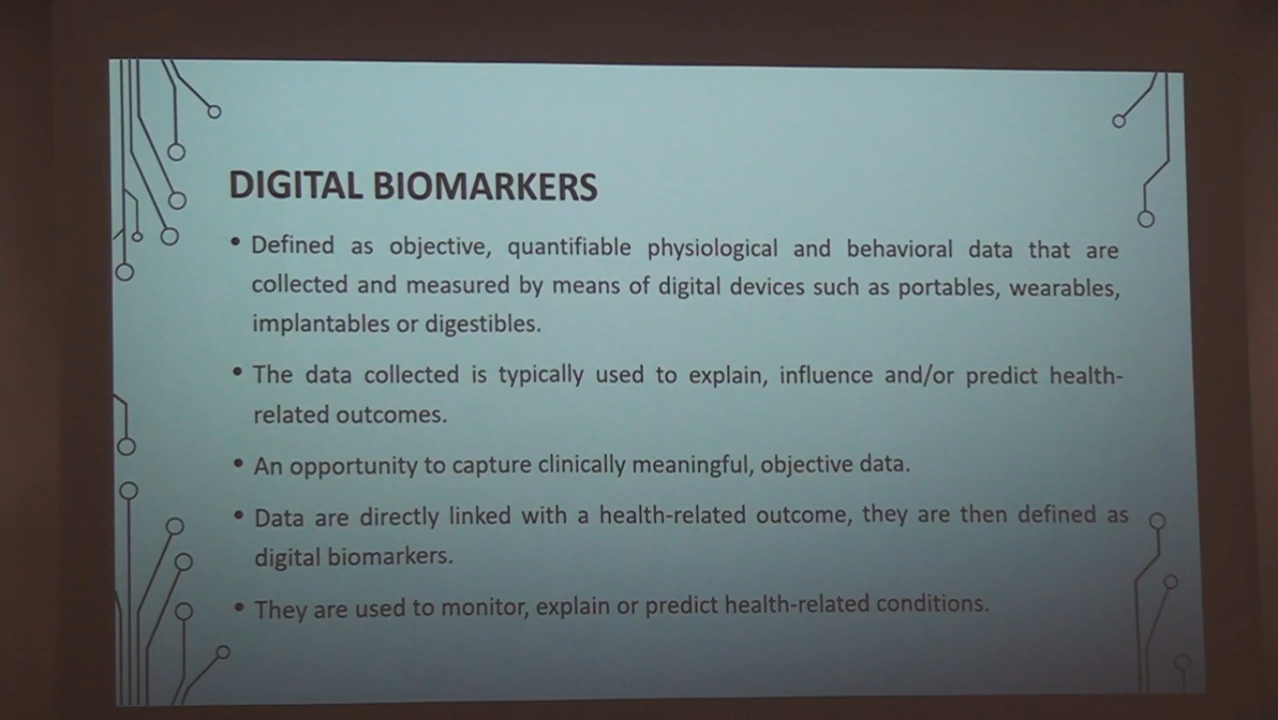 DIGITAL BIOMARKERS
• Defined as objective, quantifiable physiological and behavioral data that are
collected and measured by means of digital devices such as portables, wearables,
implantables or digestibles.
• The data collected is typically used to explain, influence and/or predict health-
related outcomes.
• An opportunity to capture clinically meaningful, objective data.
• Data are directly linked with a health-related outcome, they are then defined as
digital biomarkers.
• They are used to monitor, explain or predict health-related conditions.